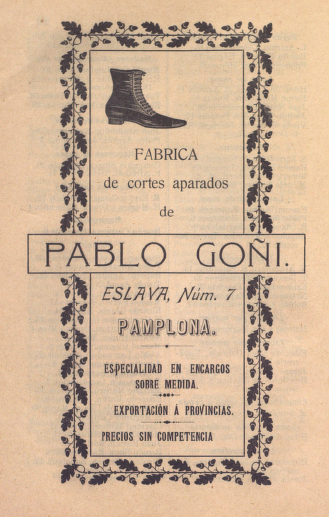 FABRICA
de cortes aparados
de
PABLO GOÑI.
ESLAVA, Núm. 7
PAMPLONA.
ESPECIALIDAD EN ENCARGOS
SOBRE MEDIDA.
EXPORTACIÓN Á PROVINCIAS.
PRECIOS SIN COMPETENCIA